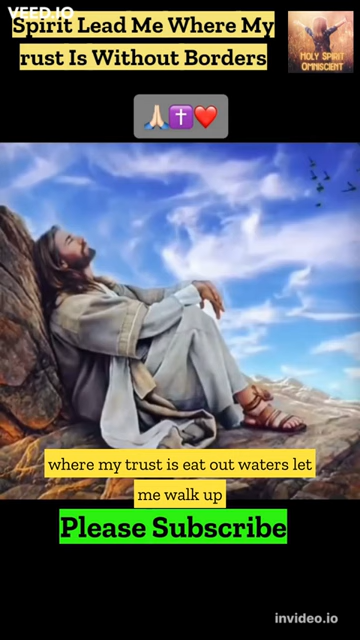 VEED.IO
Spirit Lead Me Where My
rust Is Without Borders
HOLY SPIRIT
OMNISCIENT
where my trust is eat out waters let
me walk up
Please Subscribe
invideo.io